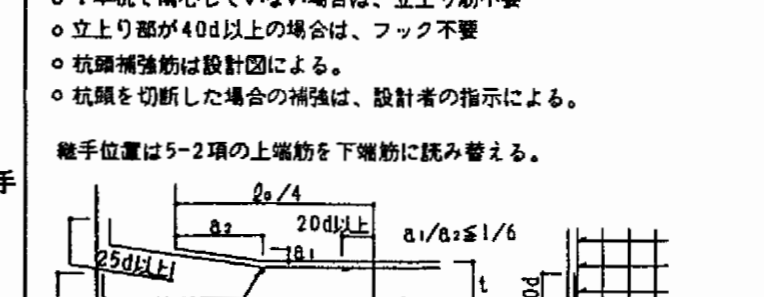 立上り部が40d以上の場合は、フック不要
杭頭補強筋は設計図による。
杭頭を切断した場合の補強は、設計者の指示による。
継手位置は5-2項の上端筋を下端筋に読み替える。
手
ℓo/4
a2
20d以上
a1/a2≦1/6
a1
25d以上
t